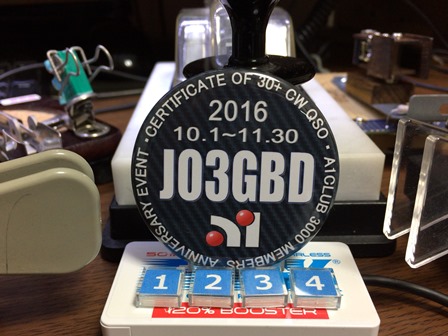 CERTIFICATE OF 30+ CW QSO · A1CLUB 3000 MEMBERS ANNIVERSARY EVENT ·
2016
10.1~11.30
JO3GBD
1 2 3 4
120% BOOSTER